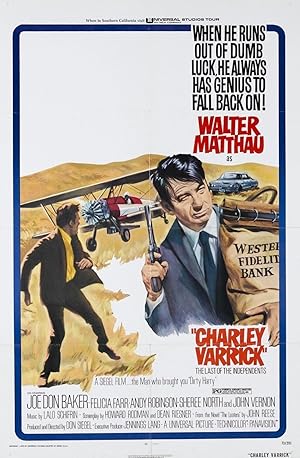 When in Southern California visit UNIVERSAL STUDIOS TOUR
WHEN HE RUNS
OUT OF DUMB
LUCK, HE ALWAYS
HAS GENIUS TO
FALL BACK ON!
WALTER
MATTHAU
as
WESTERN
FIDELITY
BANK
"CHARLEY
VARRICK"
THE LAST OF THE INDEPENDENTS
A SIEGEL FILM....the Man who brought you "Dirty Harry"
JOE DON BAKER · FELICIA FARR · ANDY ROBINSON · SHEREE NORTH and JOHN VERNON
Music by LALO SCHIFRIN · Screenplay by HOWARD RODMAN and DEAN RIESNER · From the Novel "The Looters" by JOHN REESE
Produced and Directed by DON SIEGEL · Executive Producer JENNINGS LANG · A UNIVERSAL PICTURE · TECHNICOLOR® PANAVISION®
"CHARLEY VARRICK"